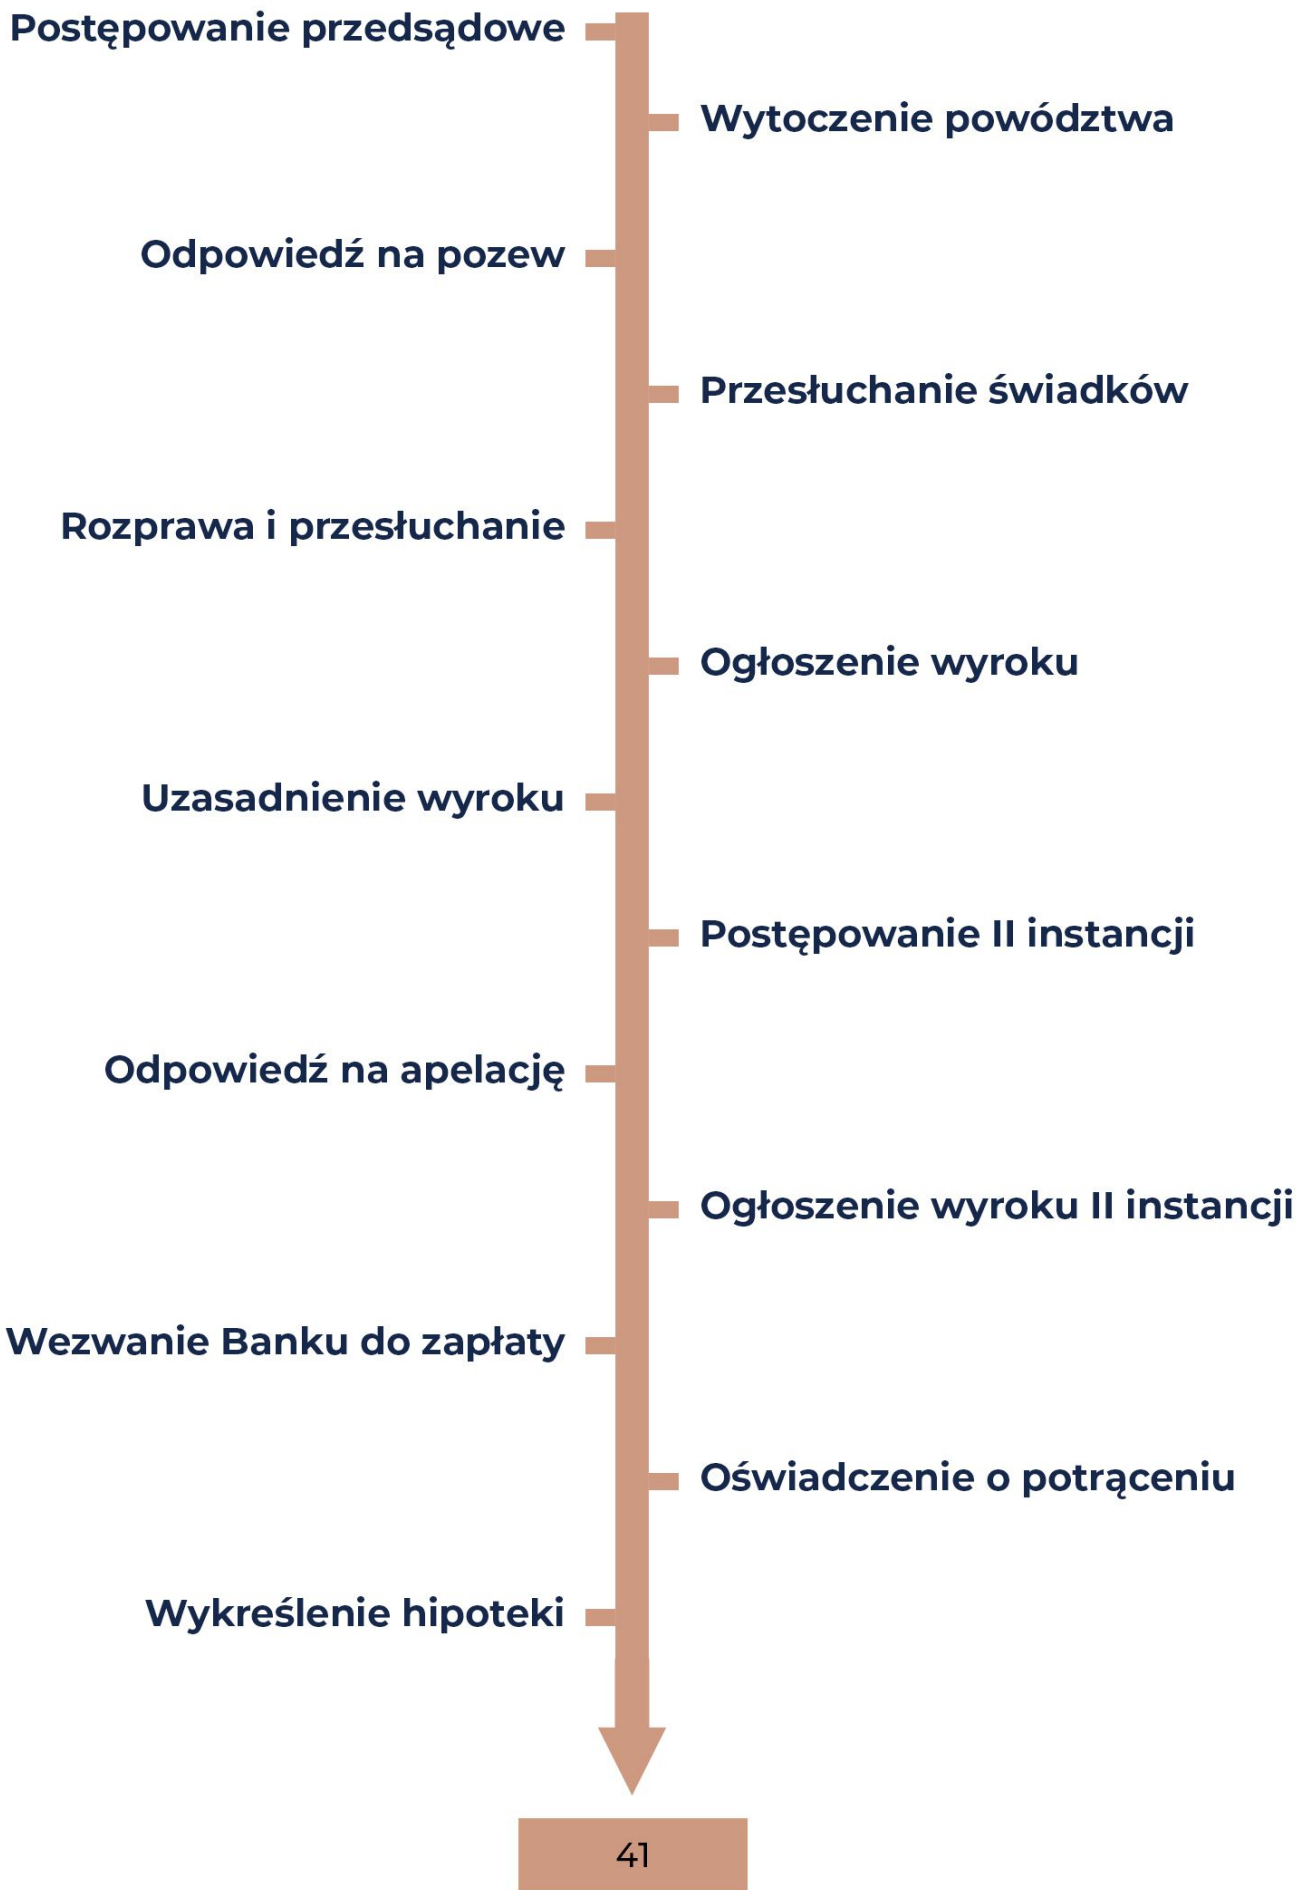 Postępowanie przedsądowe
Wytoczenie powództwa
Odpowiedź na pozew
Przesłuchanie świadków
Rozprawa i przesłuchanie
Ogłoszenie wyroku
Uzasadnienie wyroku
Postępowanie II instancji
Odpowiedź na apelację
Ogłoszenie wyroku II instancji
Wezwanie Banku do zapłaty
Oświadczenie o potrąceniu
Wykreślenie hipoteki
41